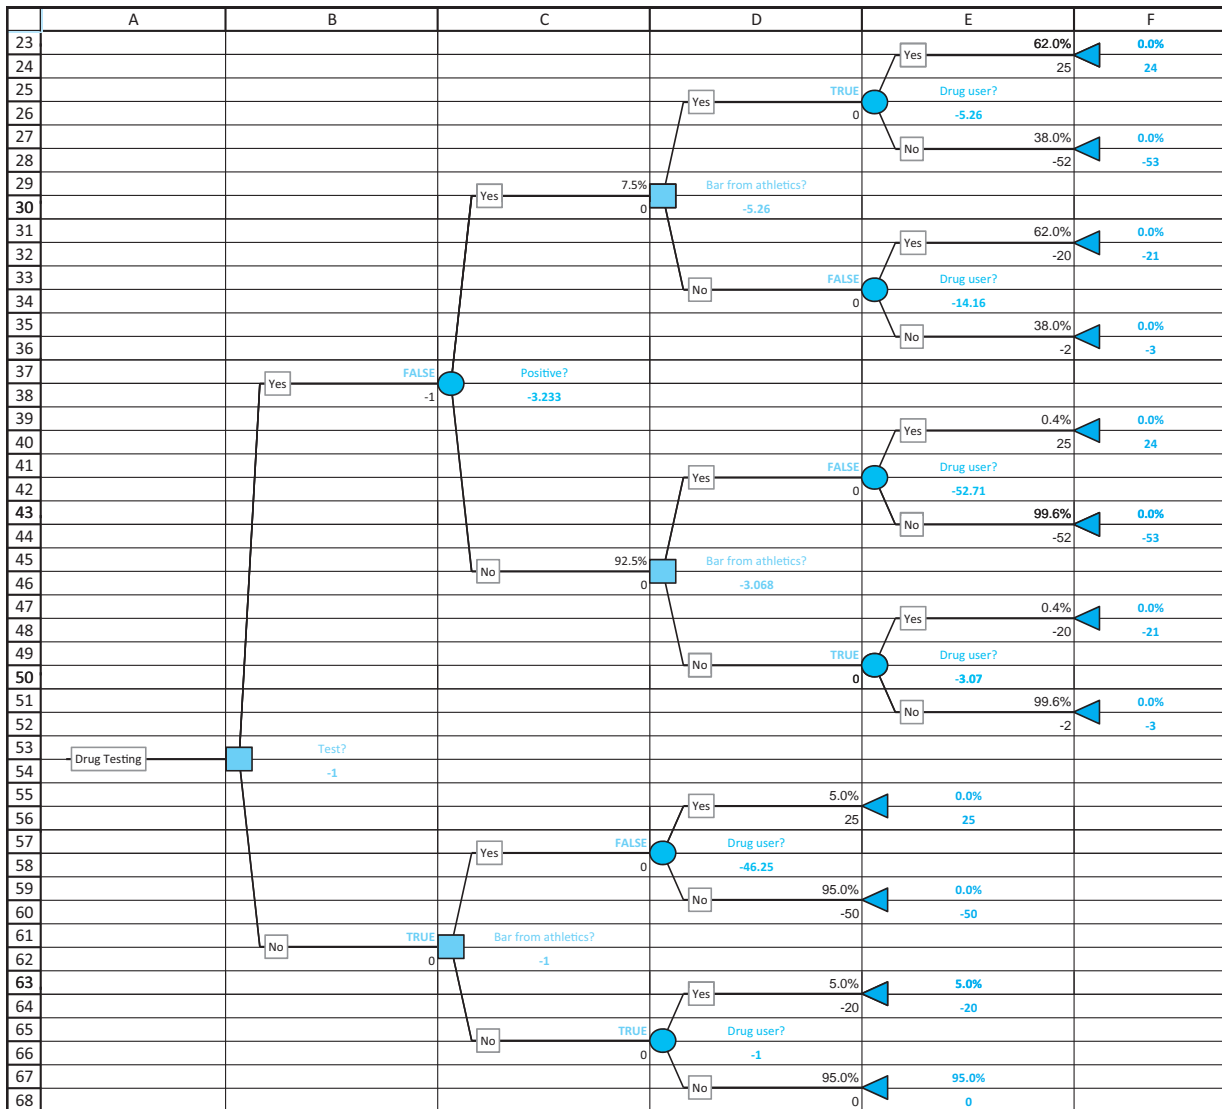 A B C D E F
23 62.0% 0.0%
Yes
24 25 24
25 TRUE Drug user?
Yes
26 0 -5.26
27 38.0% 0.0%
No
28 -52 -53
29 7.5% Bar from athletics?
Yes
30 0 -5.26
31 62.0% 0.0%
Yes
32 -20 -21
33 FALSE Drug user?
No
34 0 -14.16
35 38.0% 0.0%
No
36 -2 -3
37 FALSE Positive?
Yes
38 -1 -3.233
39 0.4% 0.0%
Yes
40 25 24
41 FALSE Drug user?
Yes
42 0 -52.71
43 99.6% 0.0%
No
44 -52 -53
45 92.5% Bar from athletics?
No
46 0 -3.068
47 0.4% 0.0%
Yes
48 -20 -21
49 TRUE Drug user?
No
50 0 -3.07
51 99.6% 0.0%
No
52 -2 -3
53 Test?
Drug Testing
54 -1
55 5.0% 0.0%
Yes
56 25 25
57 FALSE Drug user?
Yes
58 0 -46.25
59 95.0% 0.0%
No
60 -50 -50
61 TRUE Bar from athletics?
No
62 0 -1
63 5.0% 5.0%
Yes
64 -20 -20
65 TRUE Drug user?
No
66 0 -1
67 95.0% 95.0%
No
68 0 0